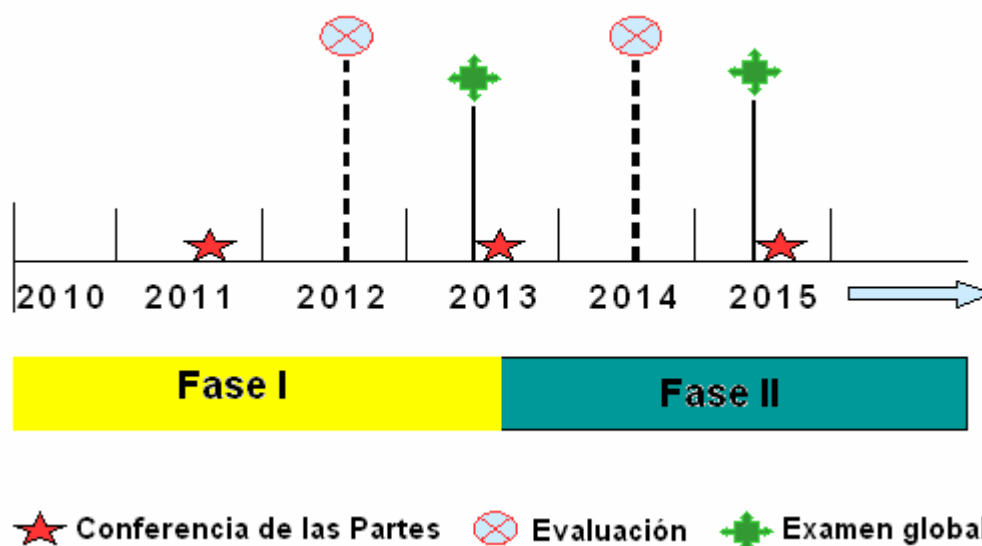 2010 2011 2012 2013 2014 2015
Fase I Fase II
Conferencia de las Partes Evaluación Examen global